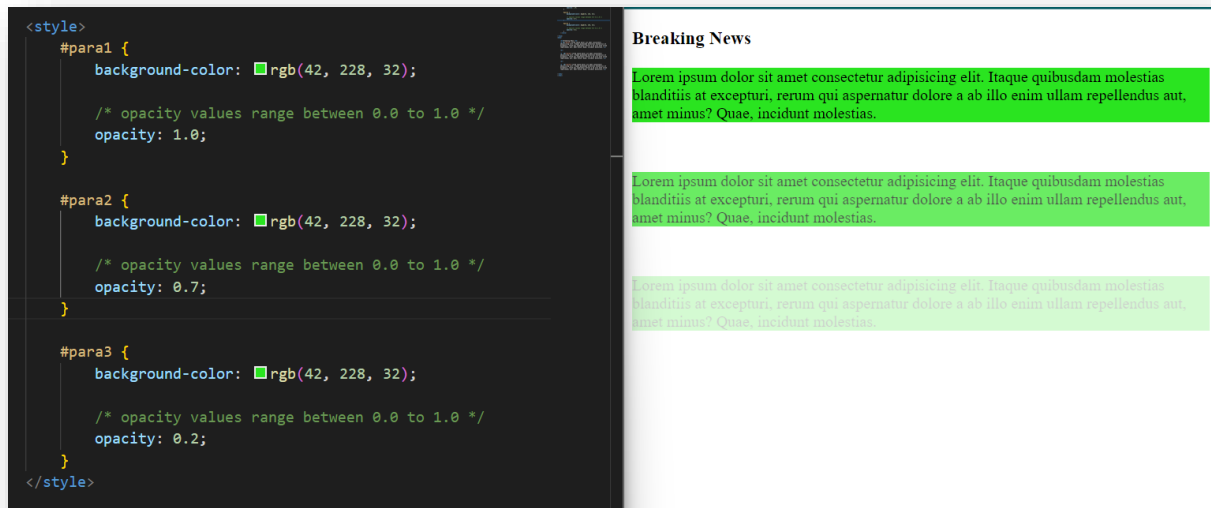 <style>
#para1 {
background-color: rgb(42, 228, 32);
/* opacity values range between 0.0 to 1.0 */
opacity: 1.0;
}
#para2 {
background-color: rgb(42, 228, 32);
/* opacity values range between 0.0 to 1.0 */
opacity: 0.7;
}
#para3 {
background-color: rgb(42, 228, 32);
/* opacity values range between 0.0 to 1.0 */
opacity: 0.2;
}
</style>
Breaking News
Lorem ipsum dolor sit amet consectetur adipisicing elit. Itaque quibusdam molestias
blanditiis at excepturi, rerum qui aspernatur dolore a ab illo enim ullam repellendus aut,
amet minus? Quae, incidunt molestias.
Lorem ipsum dolor sit amet consectetur adipisicing elit. Itaque quibusdam molestias
blanditiis at excepturi, rerum qui aspernatur dolore a ab illo enim ullam repellendus aut,
amet minus? Quae, incidunt molestias.
Lorem ipsum dolor sit amet consectetur adipisicing elit. Itaque quibusdam molestias
blanditiis at excepturi, rerum qui aspernatur dolore a ab illo enim ullam repellendus aut,
amet minus? Quae, incidunt molestias.